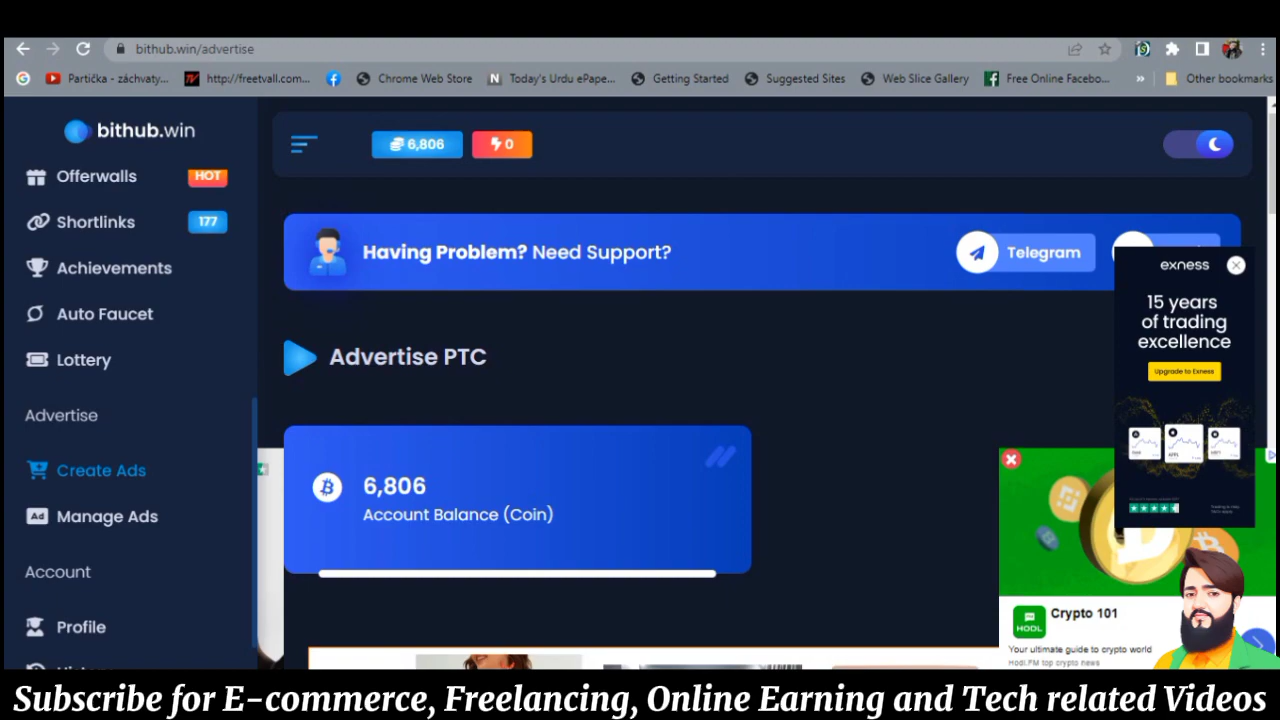 bithub.win/advertise
Partička - záchvaty...
http://freetvall.com...
Chrome Web Store
Today's Urdu ePape...
Getting Started
Suggested Sites
Web Slice Gallery
Free Online Facebo...
»
Other bookmarks
bithub.win
6,806
0
Offerwalls
HOT
Shortlinks
177
Achievements
Auto Faucet
Lottery
Advertise
Create Ads
Ad
Manage Ads
Account
Profile
Having Problem? Need Support?
Telegram
exness
15 years
of trading
excellence
Upgrade to Exness
Advertise PTC
6,806
Account Balance (Coin)
HODL
Crypto 101
Your ultimate guide to crypto world
Hodl.FM top crypto news
Subscribe for E-commerce, Freelancing, Online Earning and Tech related Videos